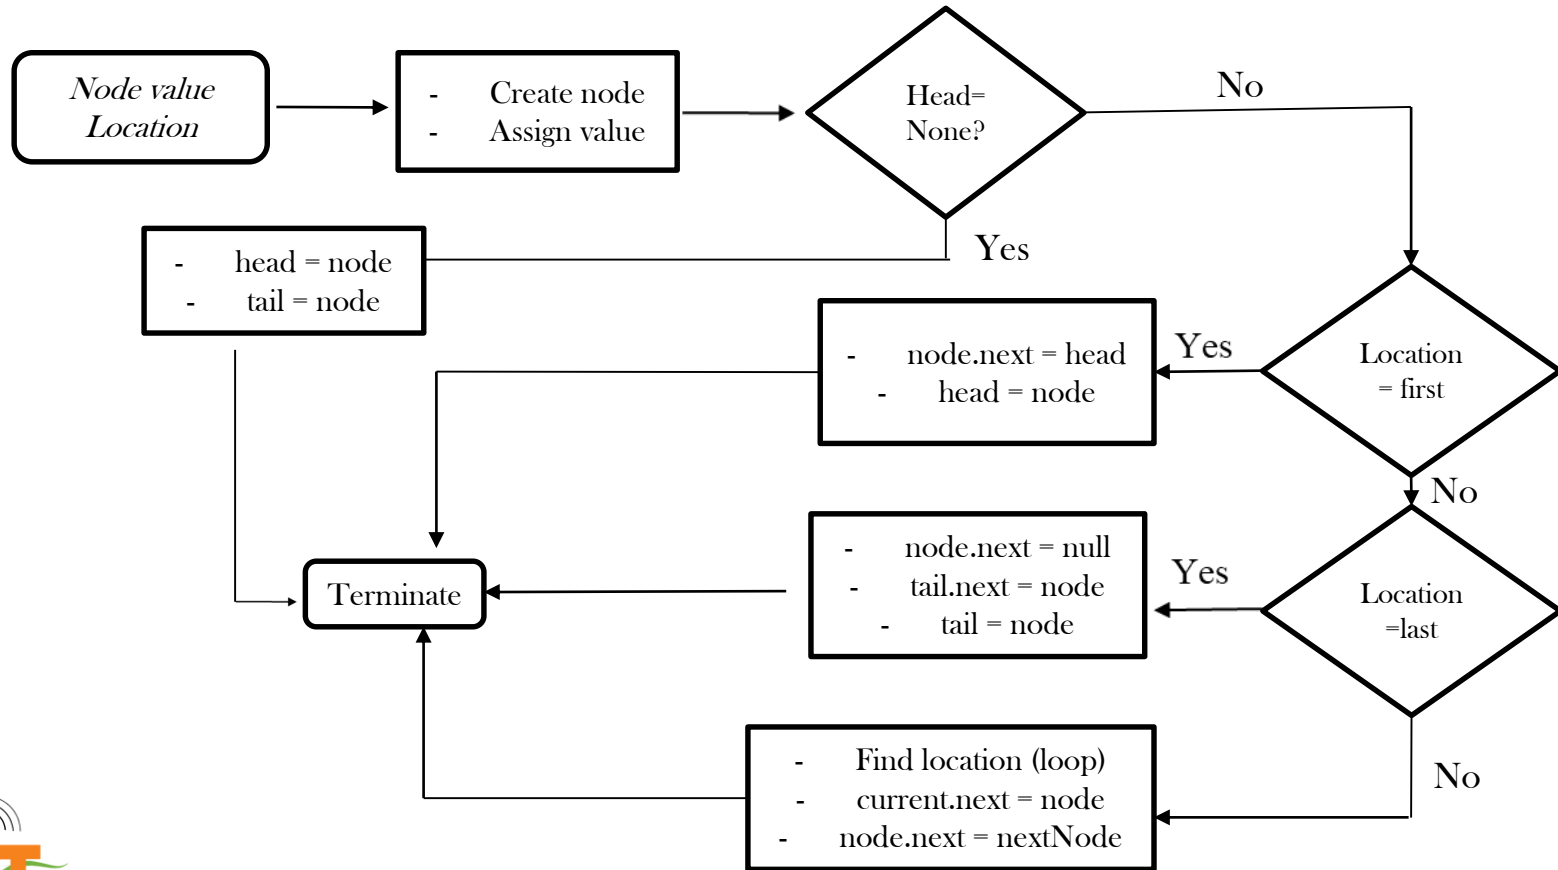 Node value
Location
- Create node
- Assign value
Head=
None?
No
Yes
- head = node
- tail = node
- node.next = head
- head = node
Yes
Location
= first
No
- node.next = null
- tail.next = node
- tail = node
Yes
Location
=last
Terminate
- Find location (loop)
- current.next = node
- node.next = nextNode
No